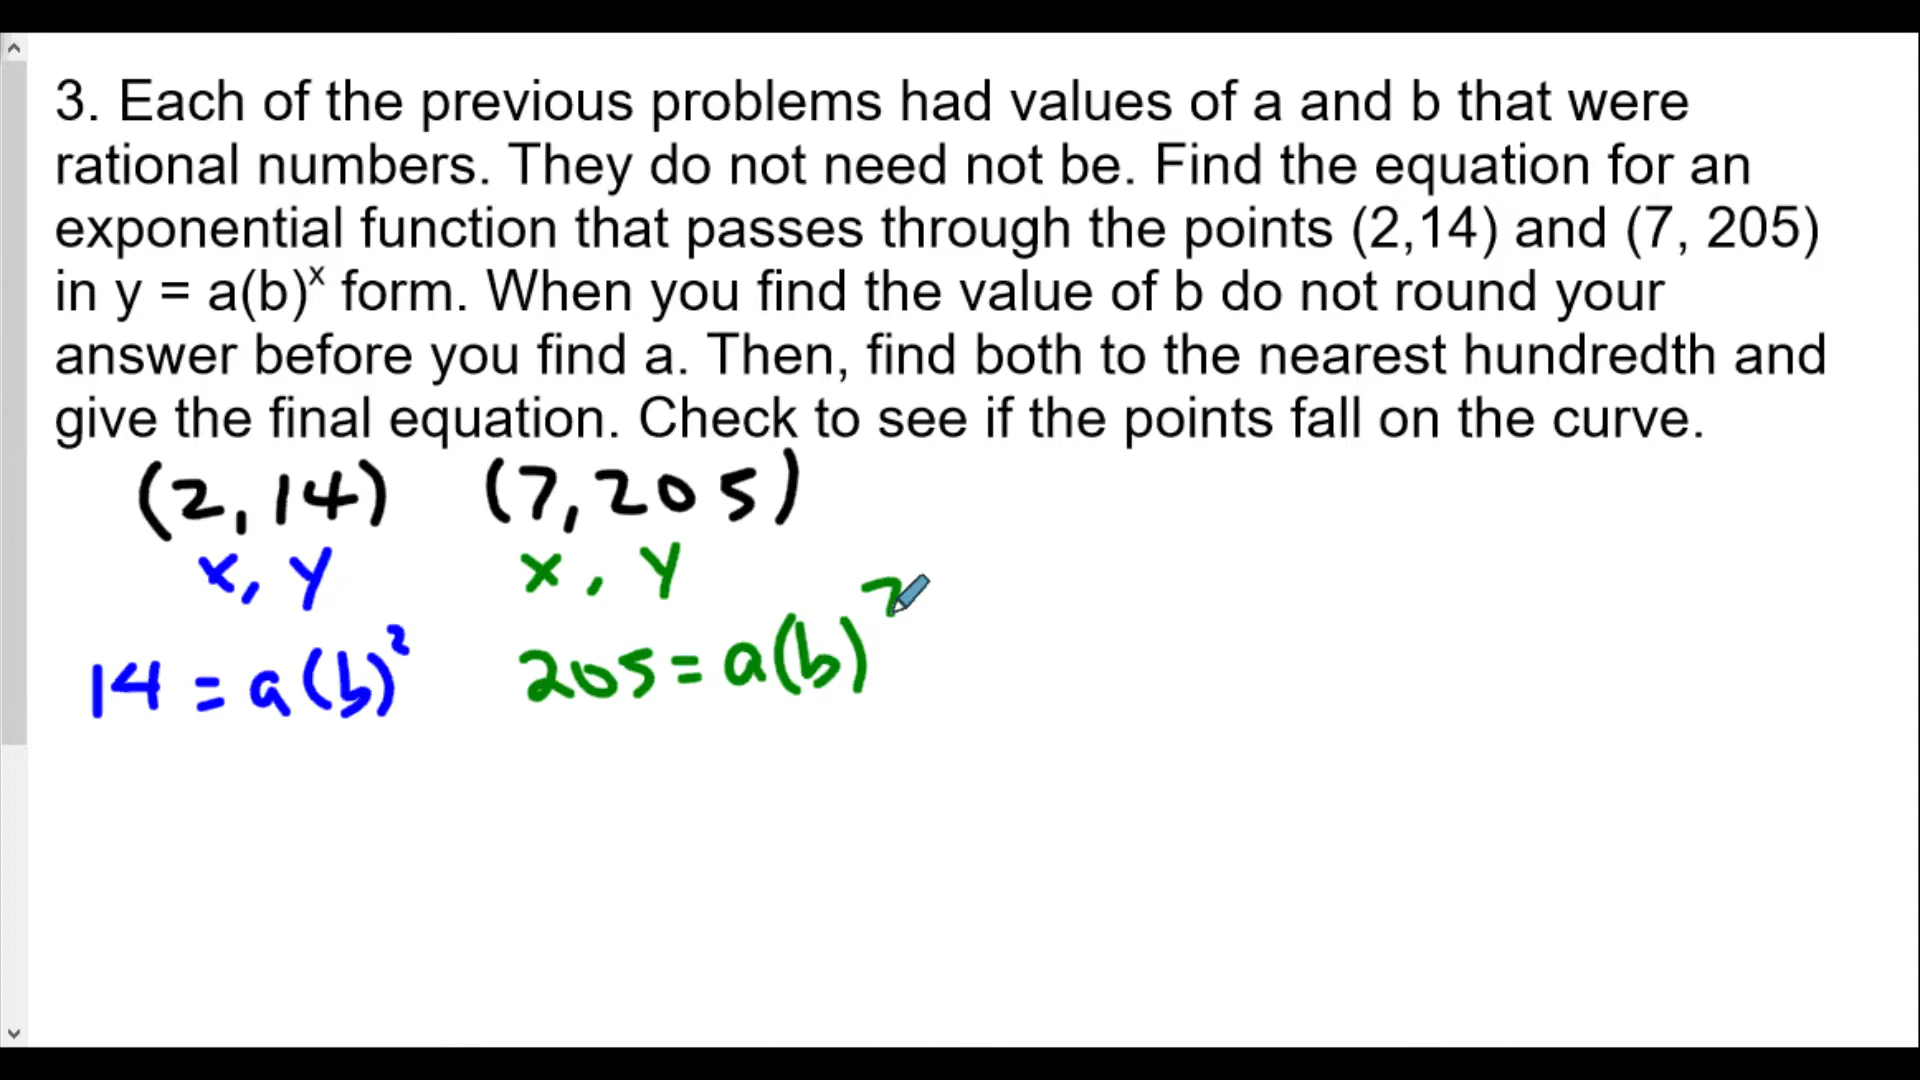 3. Each of the previous problems had values of a and b that were
rational numbers. They do not need not be. Find the equation for an
exponential function that passes through the points (2,14) and (7, 205)
in y = a(b)ˣ form. When you find the value of b do not round your
answer before you find a. Then, find both to the nearest hundredth and
give the final equation. Check to see if the points fall on the curve.
(2,14) (7,205)
x, y x, y
14 = a(b)² 205 = a(b)⁷